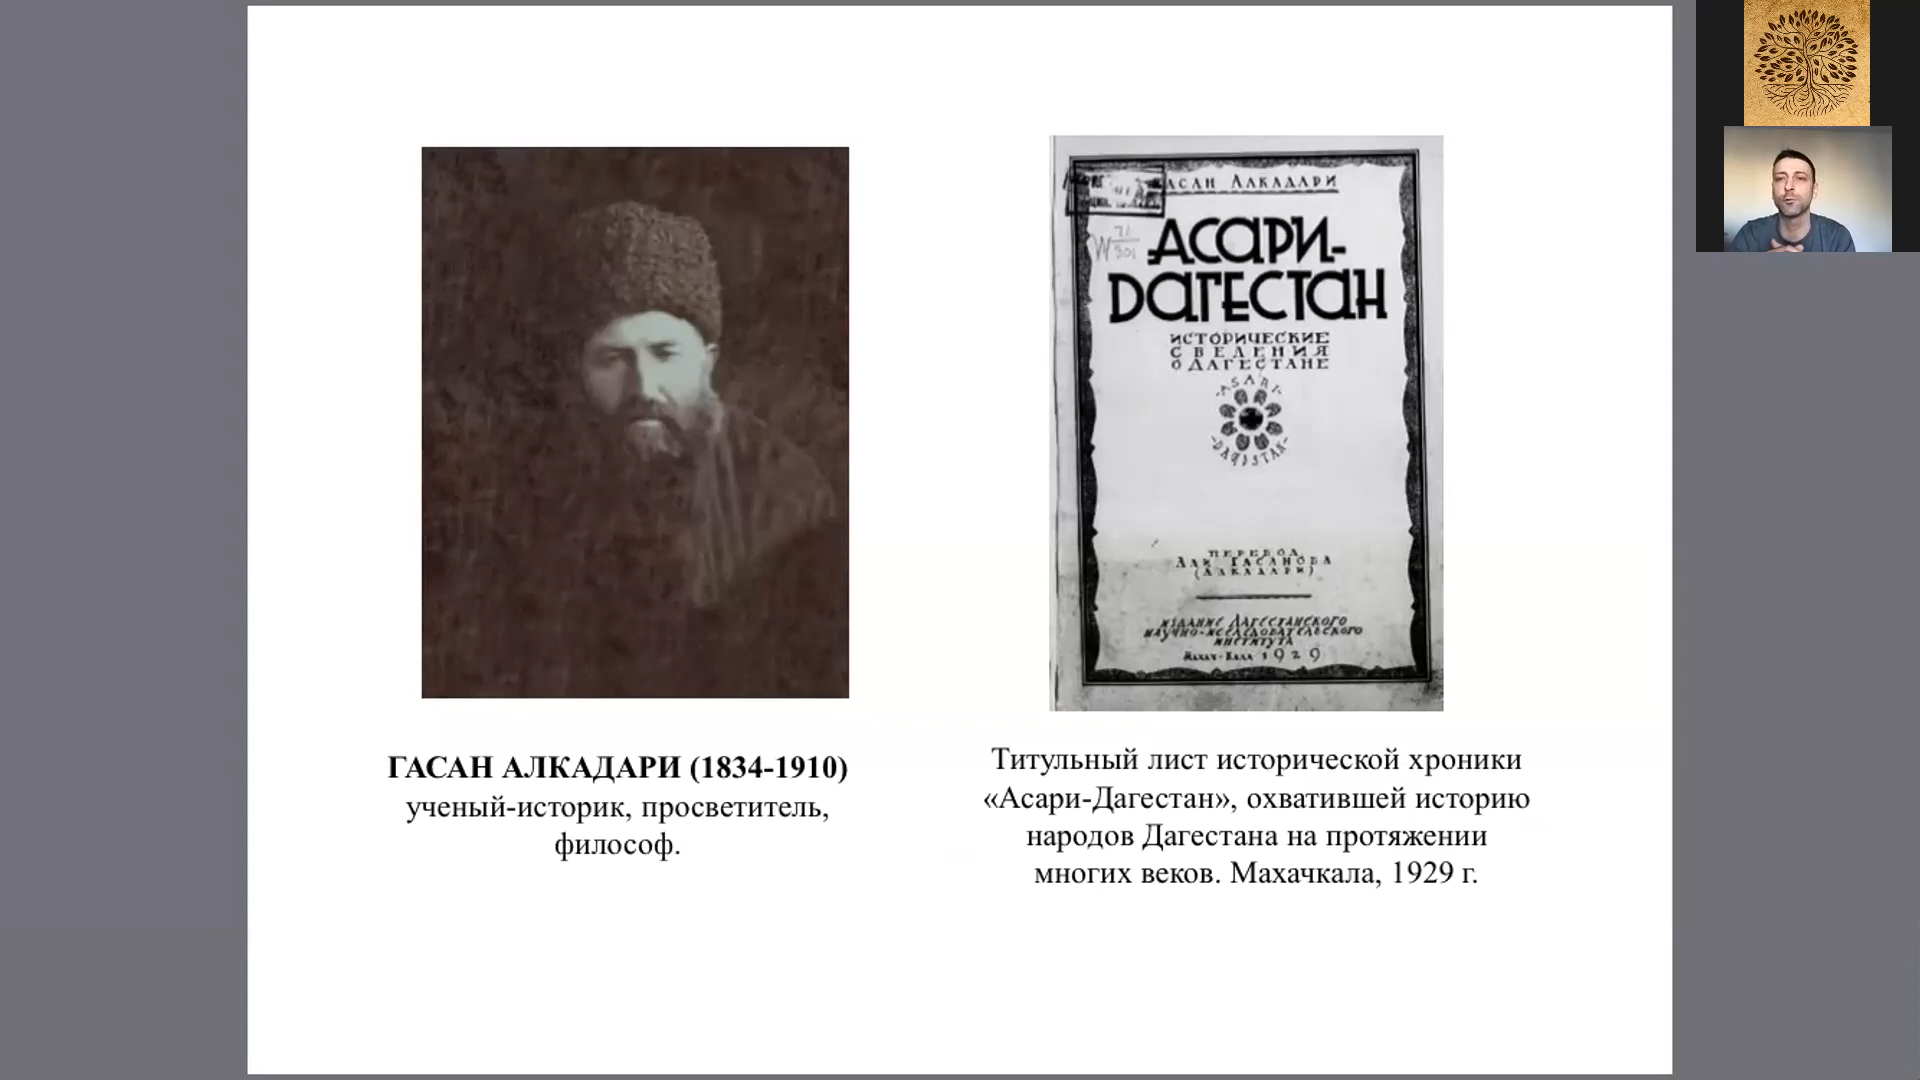 ГАСАН АЛКАДАРИ (1834-1910)
ученый-историк, просветитель,
философ.
АЛКАДАРИ
АСАРИ-
ДАГЕСТАН
ИСТОРИЧЕСКИЕ
СВЕДЕНИЯ
О ДАГЕСТАНЕ
ASARI
DAGESTAN
ПЕРЕВОД
АЛИ ГАСАНОВА
(АЛКАДАРИ)
ИЗДАНИЕ ДАГЕСТАНСКОГО
НАУЧНО-ИССЛЕДОВАТЕЛЬСКОГО
ИНСТИТУТА
МАХАЧ-КАЛА 1929
Титульный лист исторической хроники
«Асари-Дагестан», охватившей историю
народов Дагестана на протяжении
многих веков. Махачкала, 1929 г.